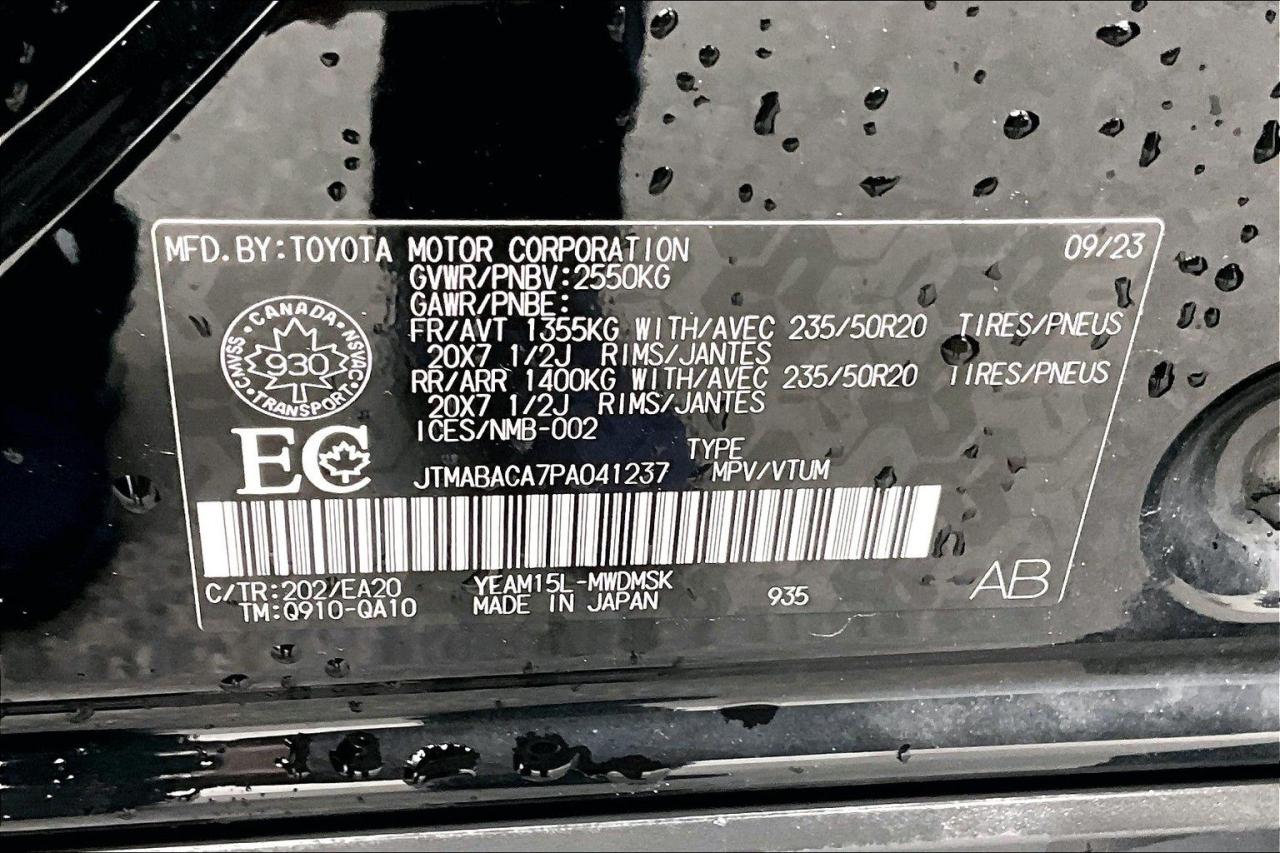 MFD. BY: TOYOTA MOTOR CORPORATION 09/23
GVWR/PNBV: 2550KG
GAWR/PNBE:
FR/AVT 1355KG WITH/AVEC 235/50R20 TIRES/PNEUS
20X7 1/2J RIMS/JANTES
RR/ARR 1400KG WITH/AVEC 235/50R20 TIRES/PNEUS
20X7 1/2J RIMS/JANTES
ICES/NMB-002
CANADA • NSVAC • TRANSPORT • CMVSS •
930
EC
TYPE
JTMABACA7PA041237 MPV/VTUM
C/TR: 202/EA20 YEAM15L-MWDMSK
TM: Q910-QA10 MADE IN JAPAN 935 AB